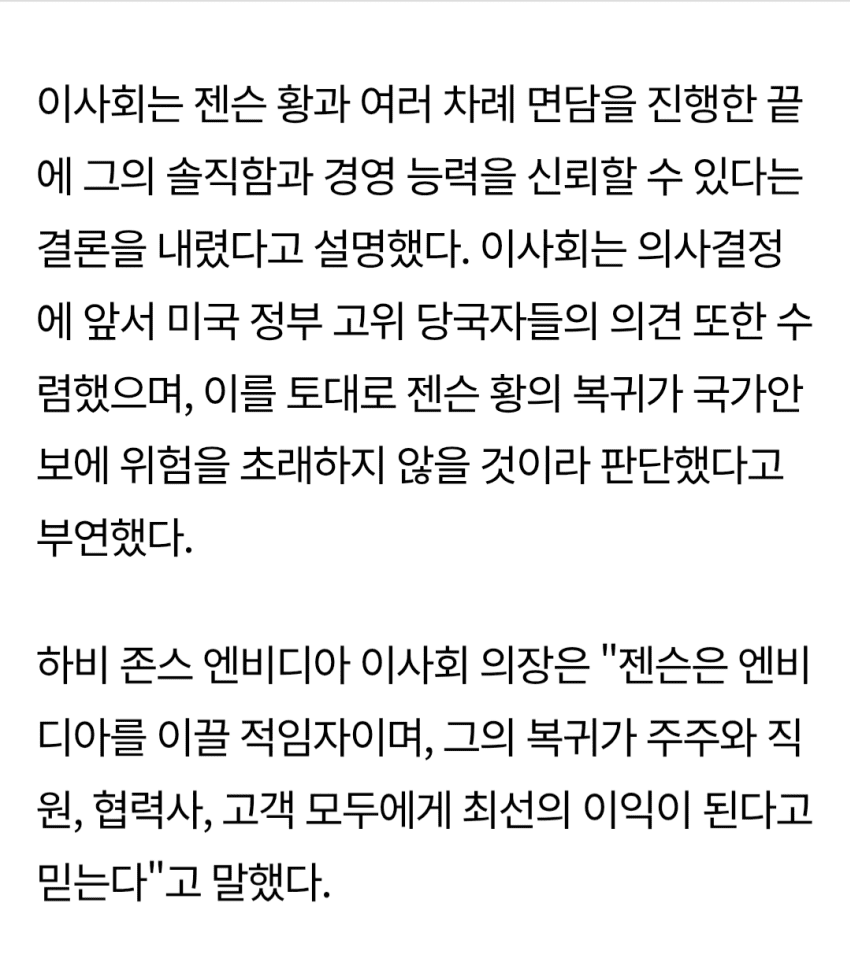 이사회는 젠슨 황과 여러 차례 면담을 진행한 끝
에 그의 솔직함과 경영 능력을 신뢰할 수 있다는
결론을 내렸다고 설명했다. 이사회는 의사결정
에 앞서 미국 정부 고위 당국자들의 의견 또한 수
렴했으며, 이를 토대로 젠슨 황의 복귀가 국가안
보에 위험을 초래하지 않을 것이라 판단했다고
부연했다.
하비 존스 엔비디아 이사회 의장은 "젠슨은 엔비
디아를 이끌 적임자이며, 그의 복귀가 주주와 직
원, 협력사, 고객 모두에게 최선의 이익이 된다고
믿는다"고 말했다.